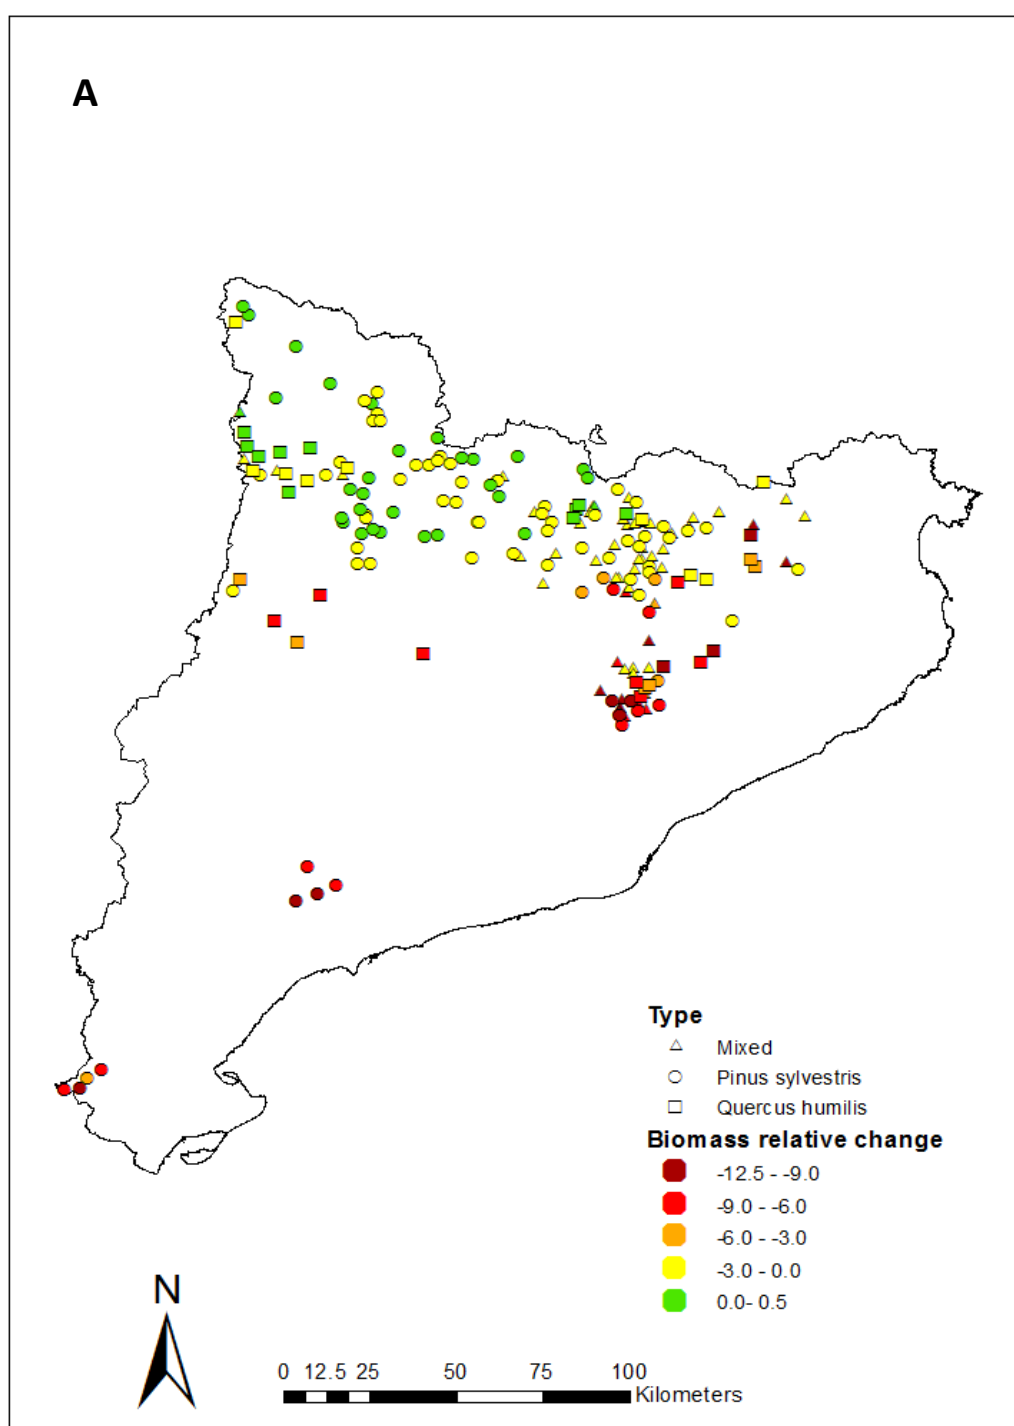 A
Type
Mixed
Pinus sylvestris
Quercus humilis
Biomass relative change
-12.5 - -9.0
-9.0 - -6.0
-6.0 - -3.0
-3.0 - 0.0
0.0- 0.5
N
0 12.5 25 50 75 100
Kilometers